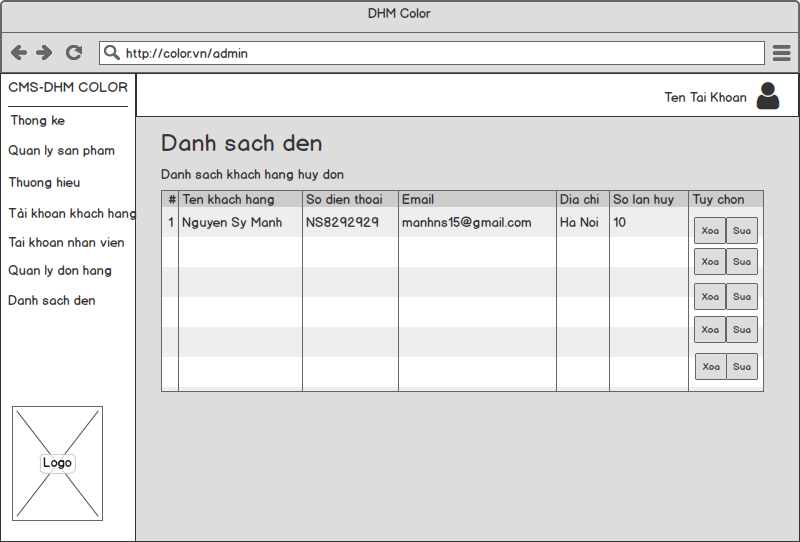 DHM Color
http://color.vn/admin
CMS-DHM COLOR
Thong ke
Quan ly san pham
Thuong hieu
Tài khoan khach hang
Tai khoan nhan vien
Quan ly don hang
Danh sach den
Logo
Ten Tai Khoan
Danh sach den
Danh sach khach hang huy don
# Ten khach hang So dien thoai Email Dia chi So lan huy Tuy chon
1 Nguyen Sy Manh NS8292929 manhns15@gmail.com Ha Noi 10 Xoa Sua
Xoa Sua
Xoa Sua
Xoa Sua
Xoa Sua